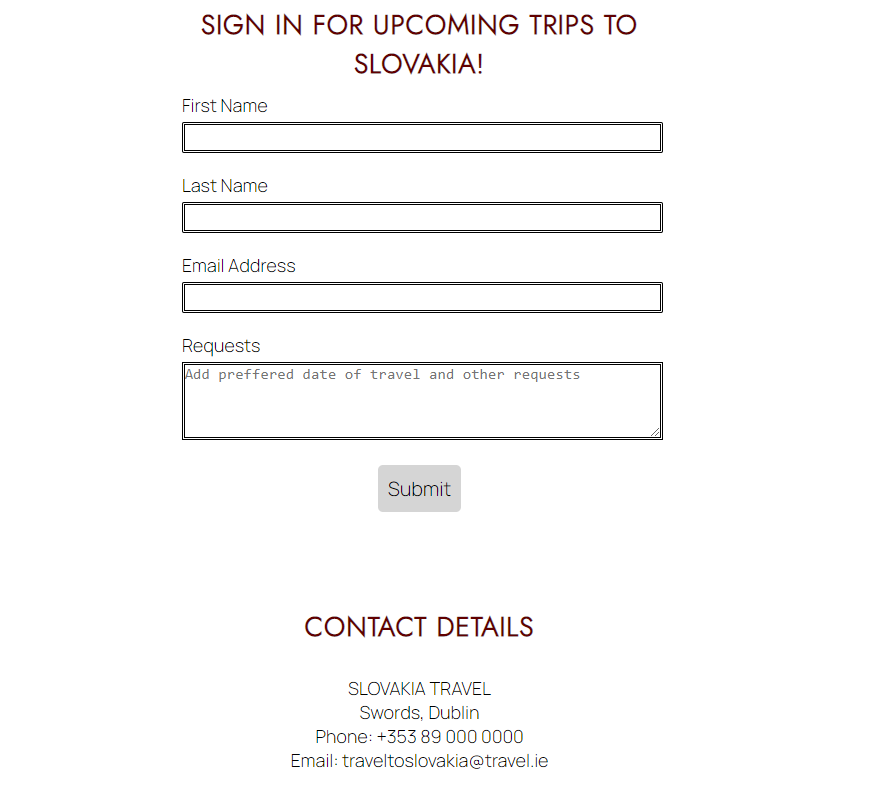 SIGN IN FOR UPCOMING TRIPS TO
SLOVAKIA!
First Name
Last Name
Email Address
Requests
Add preffered date of travel and other requests
Submit
CONTACT DETAILS
SLOVAKIA TRAVEL
Swords, Dublin
Phone: +353 89 000 0000
Email: traveltoslovakia@travel.ie